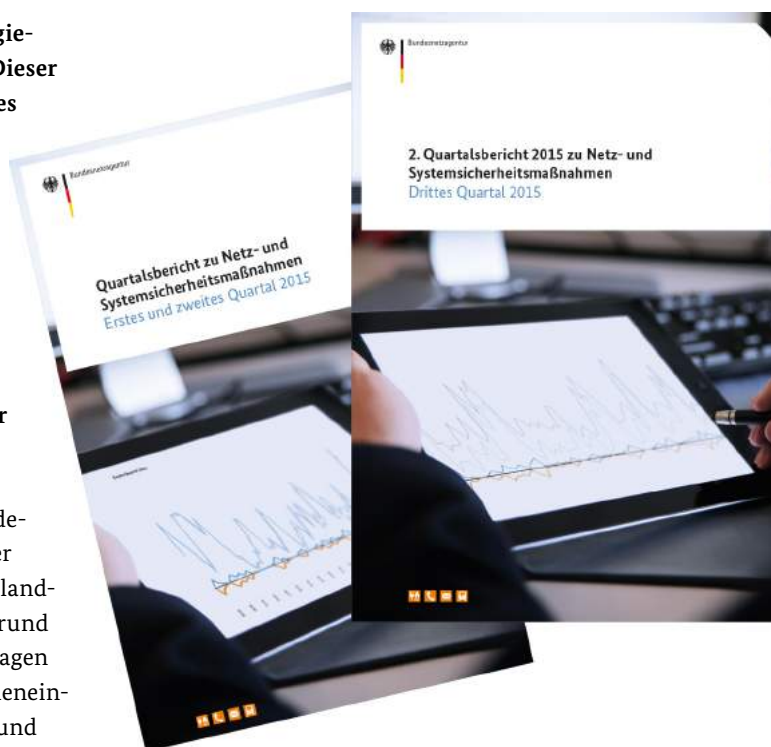 gie-
Dieser
es
r
de-
er
land-
rund
agen
enein-
und
Bundesnetzagentur
Quartalsbericht zu Netz- und
Systemsicherheitsmaßnahmen
Erstes und zweites Quartal 2015
Bundesnetzagentur
2. Quartalsbericht 2015 zu Netz- und
Systemsicherheitsmaßnahmen
Drittes Quartal 2015